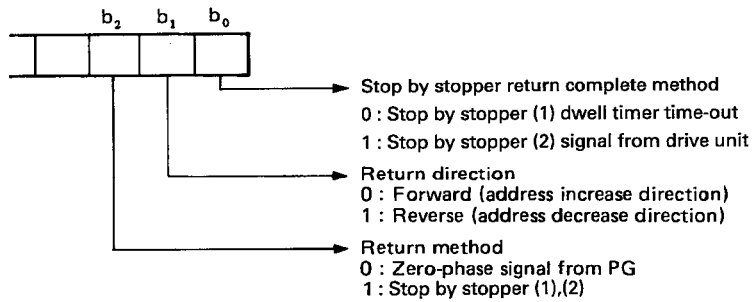 b₂ b₁ b₀
Stop by stopper return complete method
0 : Stop by stopper (1) dwell timer time-out
1 : Stop by stopper (2) signal from drive unit
Return direction
0 : Forward (address increase direction)
1 : Reverse (address decrease direction)
Return method
0 : Zero-phase signal from PG
1 : Stop by stopper (1),(2)